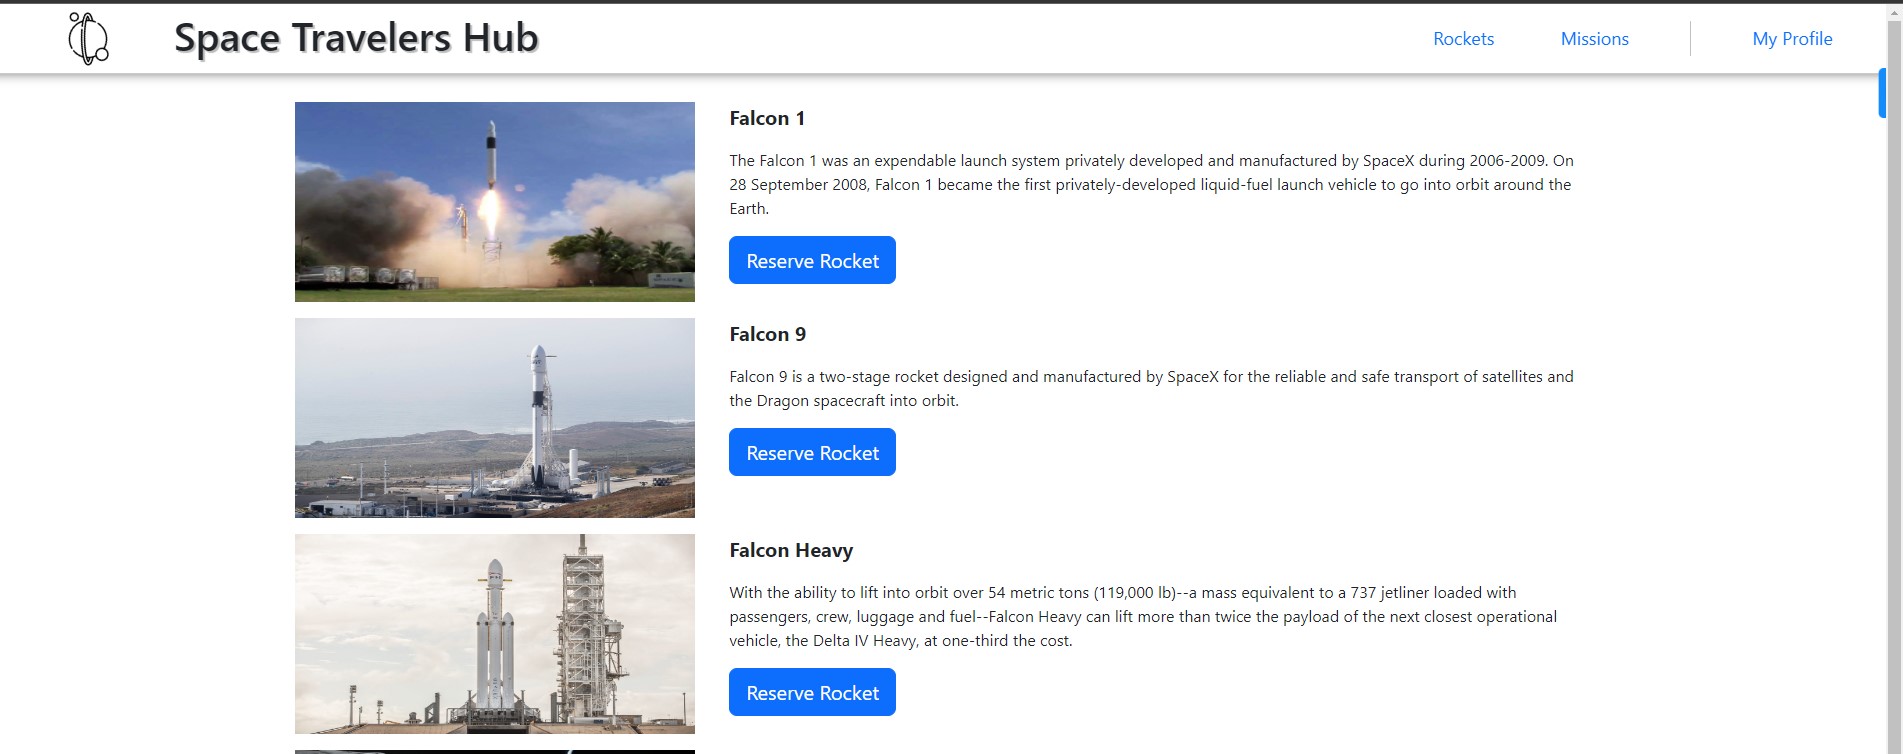 Space Travelers Hub
Rockets
Missions
My Profile
Falcon 1
The Falcon 1 was an expendable launch system privately developed and manufactured by SpaceX during 2006-2009. On
28 September 2008, Falcon 1 became the first privately-developed liquid-fuel launch vehicle to go into orbit around the
Earth.
Reserve Rocket
Falcon 9
Falcon 9 is a two-stage rocket designed and manufactured by SpaceX for the reliable and safe transport of satellites and
the Dragon spacecraft into orbit.
Reserve Rocket
Falcon Heavy
With the ability to lift into orbit over 54 metric tons (119,000 lb)--a mass equivalent to a 737 jetliner loaded with
passengers, crew, luggage and fuel--Falcon Heavy can lift more than twice the payload of the next closest operational
vehicle, the Delta IV Heavy, at one-third the cost.
Reserve Rocket